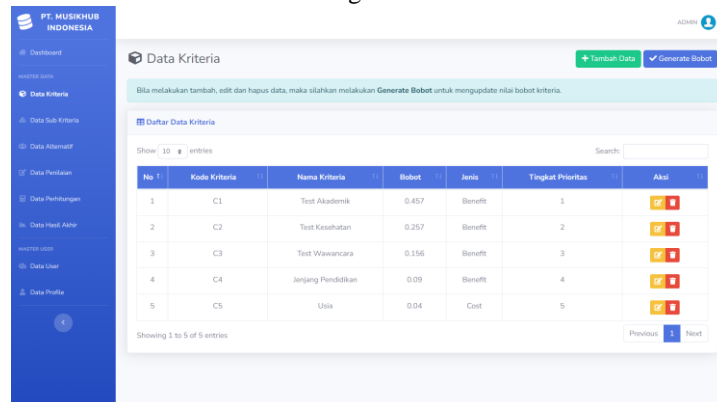 PT. MUSIKHUB
INDONESIA
ADMIN
Dashboard
MASTER DATA
Data Kriteria
Data Sub Kriteria
Data Alternatif
Data Penilaian
Data Perhitungan
Data Hasil Akhir
MASTER USER
Data User
Data Profile
Data Kriteria
Tambah Data
Generate Bobot
Bila melakukan tambah, edit dan hapus data, maka silahkan melakukan Generate Bobot untuk mengupdate nilai bobot kriteria.
Daftar Data Kriteria
Show 10 entries
Search:
No Kode Kriteria Nama Kriteria Bobot Jenis Tingkat Prioritas Aksi
1 C1 Test Akademik 0.457 Benefit 1
2 C2 Test Kesehatan 0.257 Benefit 2
3 C3 Test Wawancara 0.156 Benefit 3
4 C4 Jenjang Pendidikan 0.09 Benefit 4
5 C5 Usia 0.04 Cost 5
Showing 1 to 5 of 5 entries
Previous 1 Next